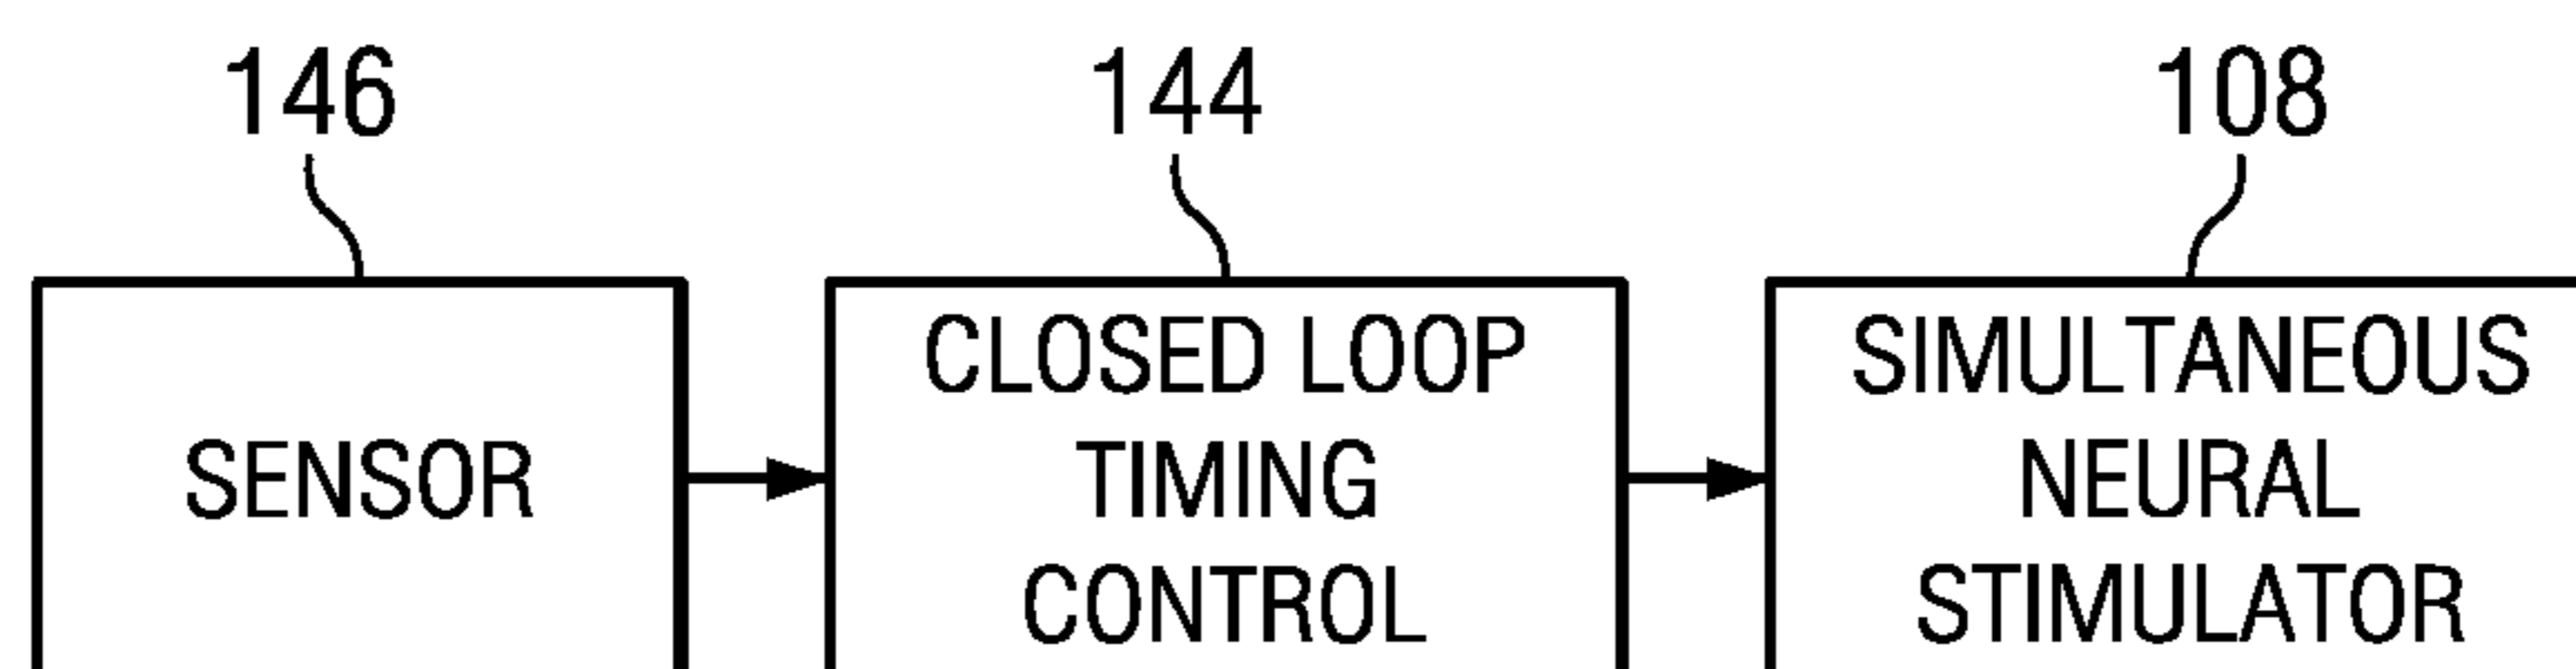 146
144
108
SENSOR
CLOSED LOOP
TIMING
CONTROL
SIMULTANEOUS
NEURAL
STIMULATOR